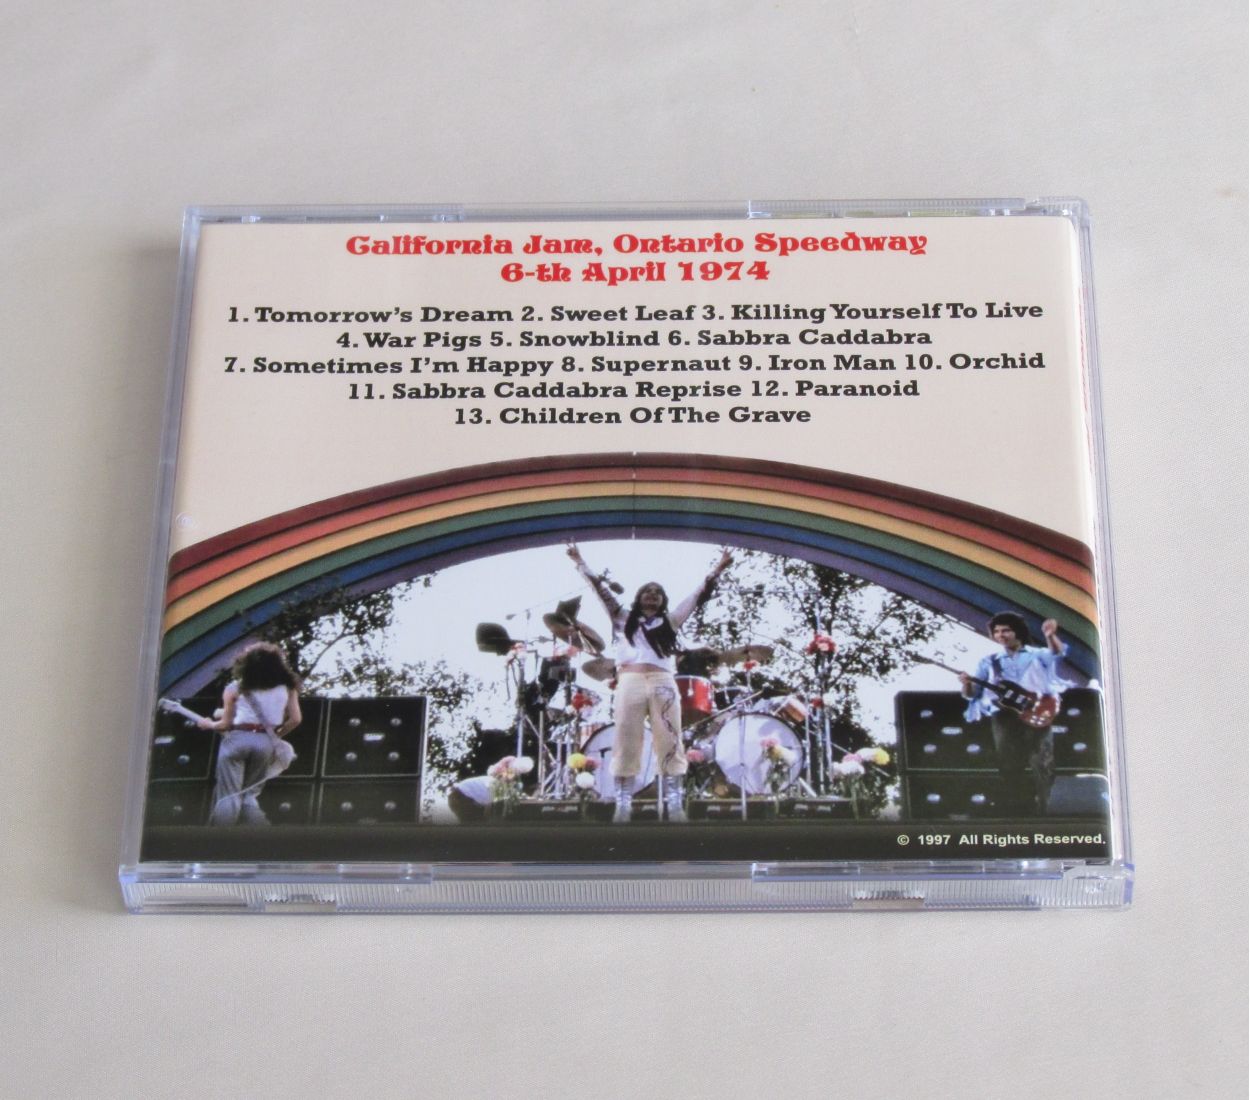 California Jam, Ontario Speedway
6-th April 1974
1. Tomorrow's Dream 2. Sweet Leaf 3. Killing Yourself To Live
4. War Pigs 5. Snowblind 6. Sabbra Caddabra
7. Sometimes I'm Happy 8. Supernaut 9. Iron Man 10. Orchid
11. Sabbra Caddabra Reprise 12. Paranoid
13. Children Of The Grave
© 1997 All Rights Reserved.